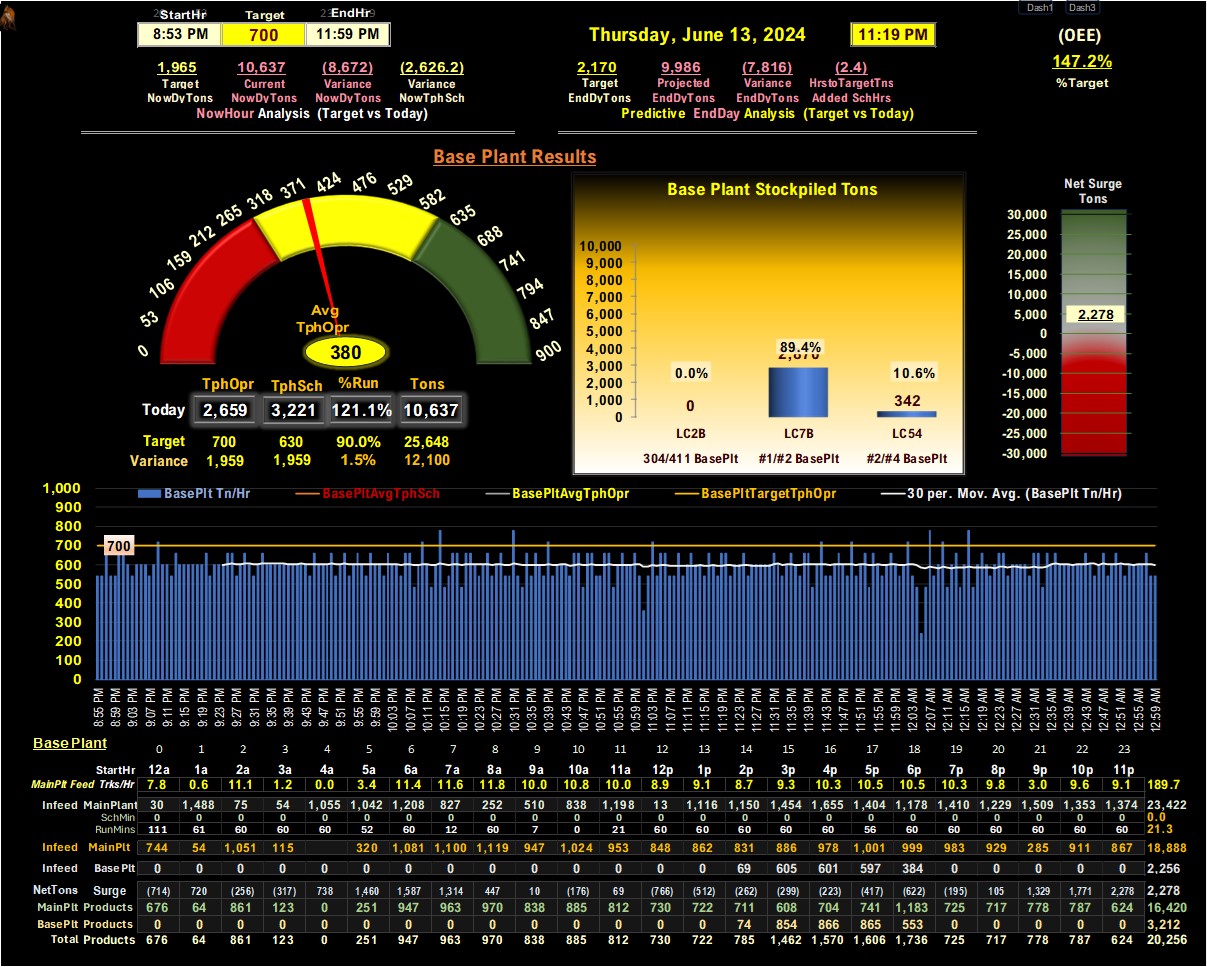 Dash1 Dash3
StartHr Target EndHr
8:53 PM 700 11:59 PM
Thursday, June 13, 2024 11:19 PM
(OEE)
147.2%
%Target
1,965 10,637 (8,672) (2,626.2)
Target Current Variance Variance
NowDyTons NowDyTons NowDyTons NowTphSch
NowHour Analysis (Target vs Today)
2,170 9,986 (7,816) (2.4)
Target Projected Variance HrstoTargetTns
EndDyTons EndDyTons EndDyTons Added SchHrs
Predictive EndDay Analysis (Target vs Today)
Base Plant Results
0 53 106 159 212 265 318 371 424 476 529 582 635 688 741 794 847 900
Avg
TphOpr
380
TphOpr TphSch %Run Tons
Today 2,659 3,221 121.1% 10,637
Target 700 630 90.0% 25,648
Variance 1,959 1,959 1.5% 12,100
Base Plant Stockpiled Tons
10,000
9,000
8,000
7,000
6,000
5,000
4,000
3,000
2,000
1,000
0
0.0% 89.4% 10.6%
0 342
LC2B LC7B LC54
304/411 BasePlt #1/#2 BasePlt #2/#4 BasePlt
Net Surge
Tons
30,000
25,000
20,000
15,000
10,000
5,000
0
-5,000
-10,000
-15,000
-20,000
-25,000
-30,000
2,278
BasePlt Tn/Hr BasePltAvgTphSch BasePltAvgTphOpr BasePltTargetTphOpr 30 per. Mov. Avg. (BasePlt Tn/Hr)
1,000
900
800
700
600
500
400
300
200
100
0
700
8:55 PM 8:59 PM 9:03 PM 9:07 PM 9:11 PM 9:15 PM 9:19 PM 9:23 PM 9:27 PM 9:31 PM 9:35 PM 9:39 PM 9:43 PM 9:47 PM 9:51 PM 9:55 PM 9:59 PM 10:03 PM 10:07 PM 10:11 PM 10:15 PM 10:19 PM 10:23 PM 10:27 PM 10:31 PM 10:35 PM 10:39 PM 10:43 PM 10:47 PM 10:51 PM 10:55 PM 10:59 PM 11:03 PM 11:07 PM 11:11 PM 11:15 PM 11:19 PM 11:23 PM 11:27 PM 11:31 PM 11:35 PM 11:39 PM 11:43 PM 11:47 PM 11:51 PM 11:55 PM 11:59 PM 12:03 AM 12:07 AM 12:11 AM 12:15 AM 12:19 AM 12:23 AM 12:27 AM 12:31 AM 12:35 AM 12:39 AM 12:43 AM 12:47 AM 12:51 AM 12:55 AM 12:59 AM
Base Plant 0 1 2 3 4 5 6 7 8 9 10 11 12 13 14 15 16 17 18 19 20 21 22 23
StartHr 12a 1a 2a 3a 4a 5a 6a 7a 8a 9a 10a 11a 12p 1p 2p 3p 4p 5p 6p 7p 8p 9p 10p 11p
MainPlt Feed Trks/Hr 7.8 0.6 11.1 1.2 0.0 3.4 11.4 11.6 11.8 10.0 10.8 10.0 8.9 9.1 8.7 9.3 10.3 10.5 10.5 10.3 9.8 3.0 9.6 9.1 189.7
Infeed MainPlant 30 1,488 75 54 1,055 1,042 1,208 827 252 510 838 1,198 13 1,116 1,150 1,454 1,655 1,404 1,178 1,410 1,229 1,509 1,353 1,374 23,422
SchMin 0 0 0 0 0 0 0 0 0 0 0 0 0 0 0 0 0 0 0 0 0 0 0 0 0.0
RunMins 111 61 60 60 60 52 60 12 60 7 0 21 60 60 60 60 60 56 60 60 60 60 60 60 21.3
Infeed MainPlt 744 54 1,051 115 320 1,081 1,100 1,119 947 1,024 953 848 862 831 886 978 1,001 999 983 929 285 911 867 18,888
Infeed BasePlt 0 0 0 0 0 0 0 0 0 0 0 0 0 0 69 605 601 597 384 0 0 0 0 0 2,256
NetTons Surge (714) 720 (256) (317) 738 1,460 1,587 1,314 447 10 (176) 69 (766) (512) (262) (299) (223) (417) (622) (195) 105 1,329 1,771 2,278 2,278
MainPlt Products 676 64 861 123 0 251 947 963 970 838 885 812 730 722 711 608 704 741 1,183 725 717 778 787 624 16,420
BasePlt Products 0 0 0 0 0 0 0 0 0 0 0 0 0 0 74 854 866 865 553 0 0 0 0 0 3,212
Total Products 676 64 861 123 0 251 947 963 970 838 885 812 730 722 785 1,462 1,570 1,606 1,736 725 717 778 787 624 20,256